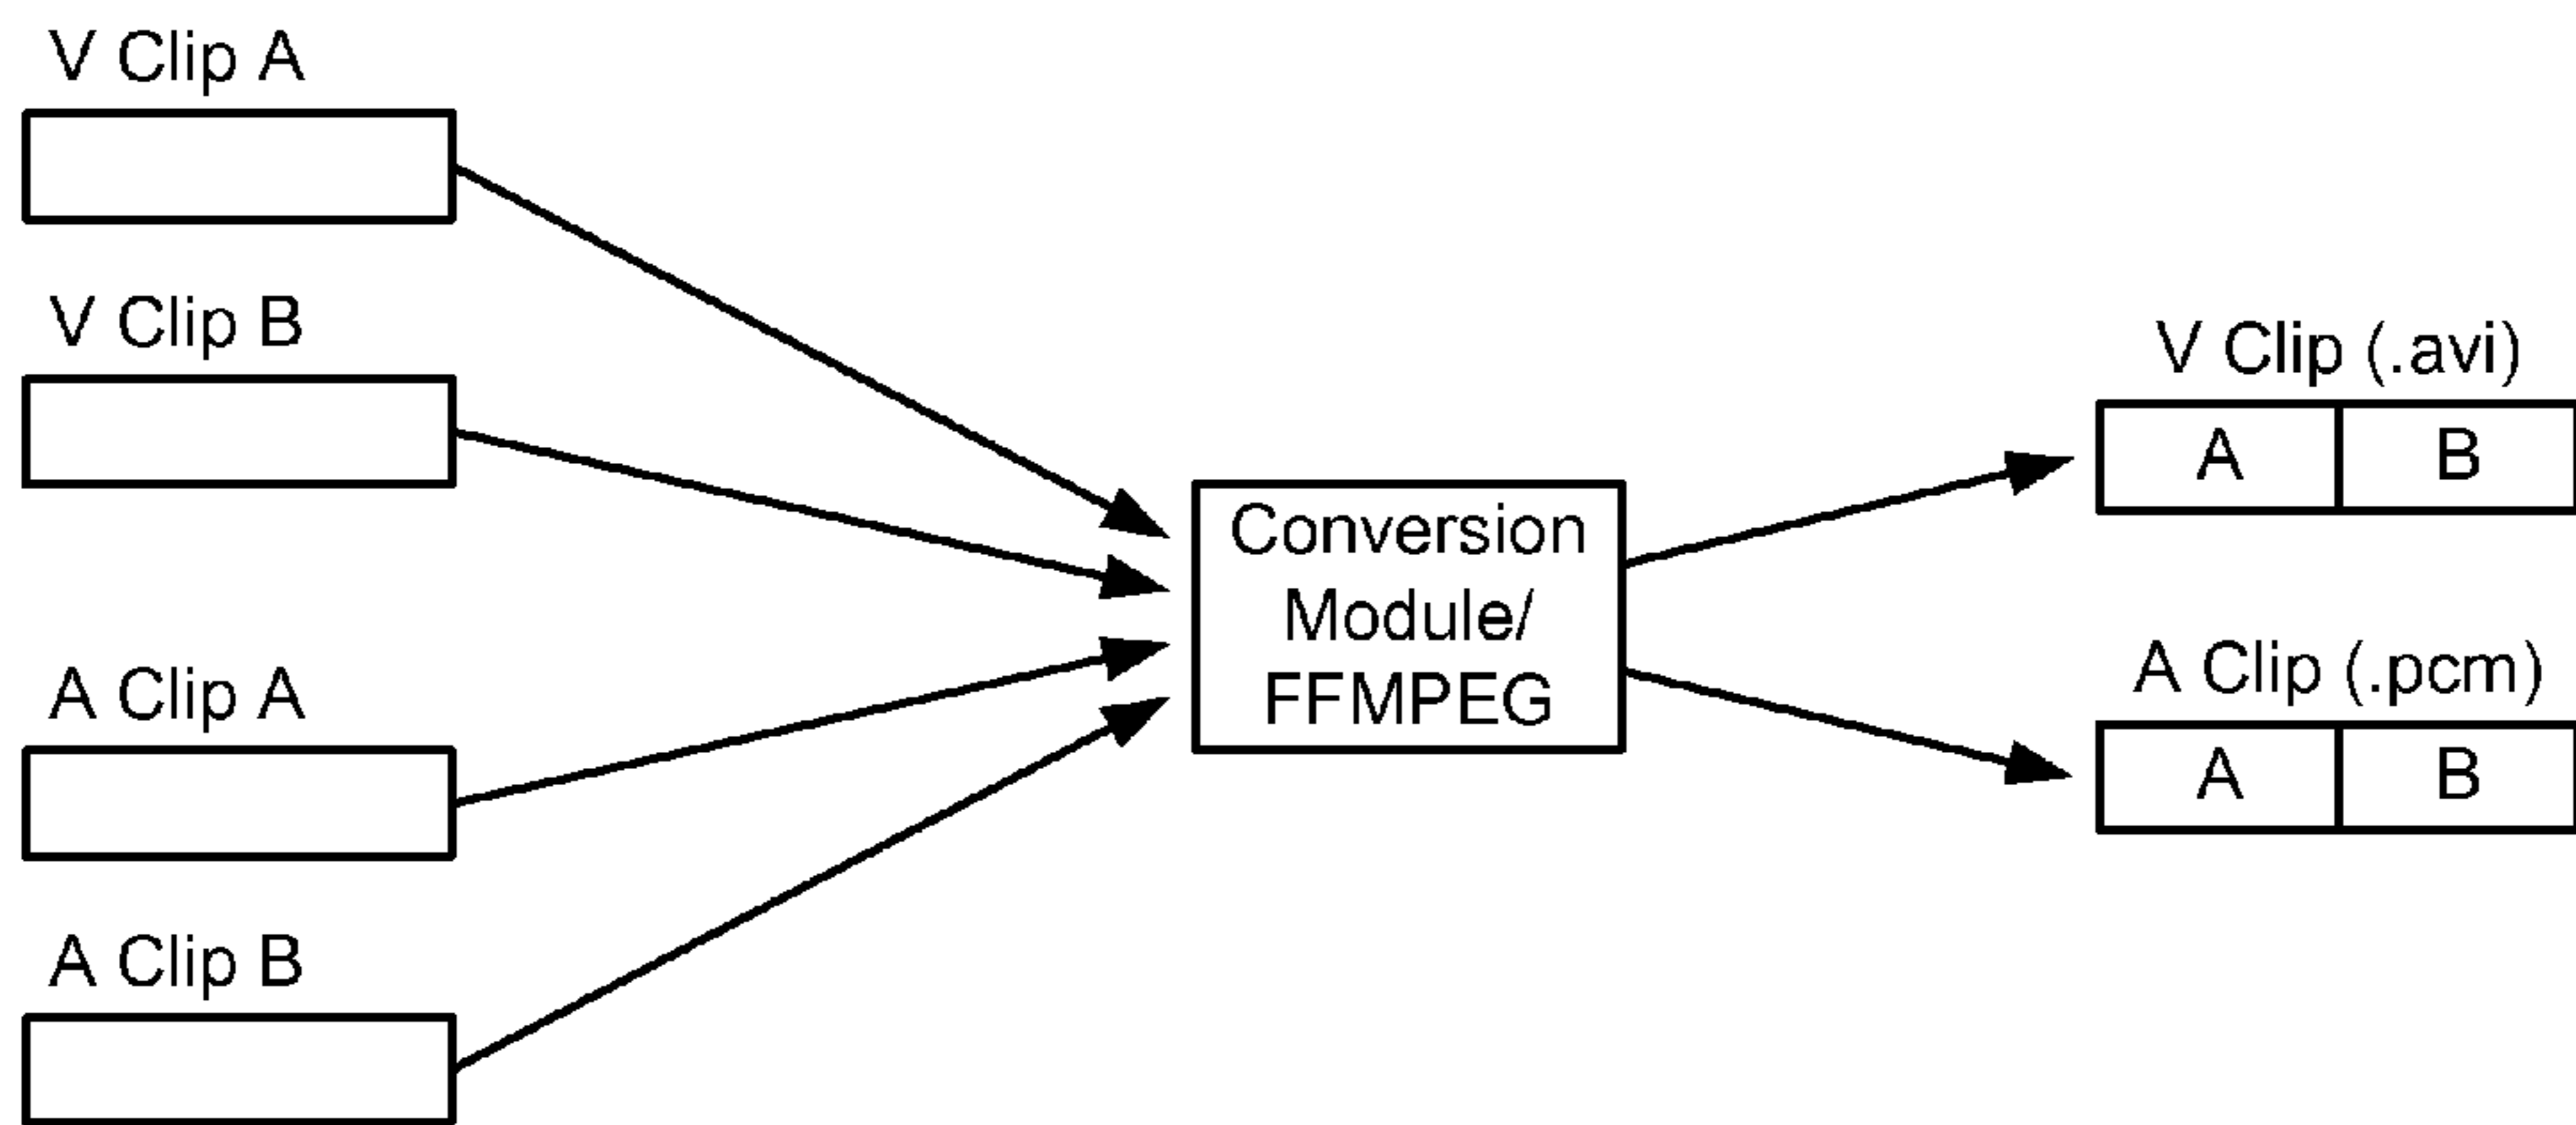 V Clip A
V Clip B
A Clip A
A Clip B
Conversion
Module/
FFMPEG
V Clip (.avi)
A B
A Clip (.pcm)
A B